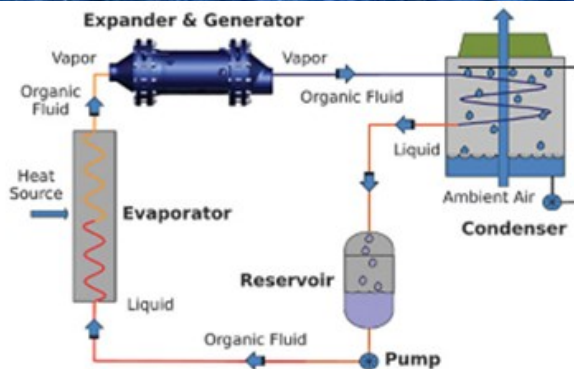 Expander & Generator
Vapor
Vapor
Organic
Fluid
Organic Fluid
Liquid
Heat
Source
Evaporator
Ambient Air
Condenser
Reservoir
Liquid
Organic Fluid
Pump